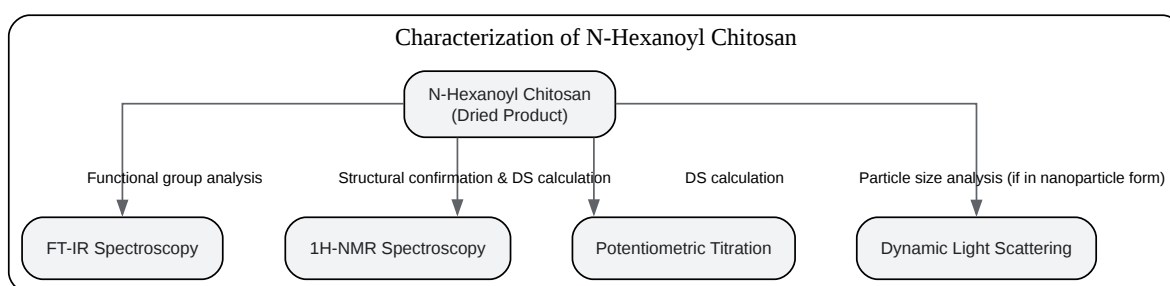 Characterization of N-Hexanoyl Chitosan
N-Hexanoyl Chitosan
(Dried Product)
Functional group analysis
Structural confirmation & DS calculation
DS calculation
Particle size analysis (if in nanoparticle form)
FT-IR Spectroscopy
1H-NMR Spectroscopy
Potentiometric Titration
Dynamic Light Scattering